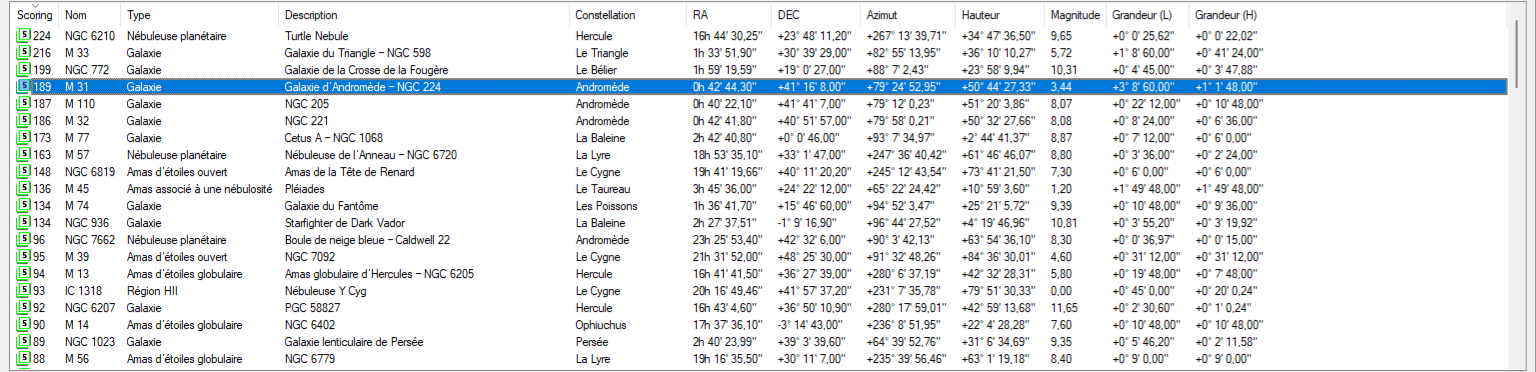 Scoring Nom Type Description Constellation RA DEC Azimut Hauteur Magnitude Grandeur (L) Grandeur (H)
S 224 NGC 6210 Nébuleuse planétaire Turtle Nebule Hercule 16h 44' 30,25" +23° 48' 11,20" +267° 13' 39,71" +34° 47' 36,50" 9,65 +0° 0' 25,62" +0° 0' 22,02"
S 216 M 33 Galaxie Galaxie du Triangle - NGC 598 Le Triangle 1h 33' 51,90" +30° 39' 29,00" +82° 55' 13,95" +36° 10' 10,27" 5,72 +1° 8' 60,00" +0° 41' 24,00"
S 199 NGC 772 Galaxie Galaxie de la Crosse de la Fougère Le Bélier 1h 59' 19,59" +19° 0' 27,00" +88° 7' 2,43" +23° 58' 9,94" 10,31 +0° 4' 45,00" +0° 3' 47,88"
S 189 M 31 Galaxie Galaxie d'Andromède - NGC 224 Andromède 0h 42' 44,30" +41° 16' 8,00" +79° 24' 52,95" +50° 44' 27,33" 3,44 +3° 8' 60,00" +1° 1' 48,00"
S 187 M 110 Galaxie NGC 205 Andromède 0h 40' 22,10" +41° 41' 7,00" +79° 12' 0,23" +51° 20' 3,86" 8,07 +0° 22' 12,00" +0° 10' 48,00"
S 186 M 32 Galaxie NGC 221 Andromède 0h 42' 41,80" +40° 51' 57,00" +79° 58' 0,21" +50° 32' 27,66" 8,08 +0° 8' 24,00" +0° 6' 36,00"
S 173 M 77 Galaxie Cetus A - NGC 1068 La Baleine 2h 42' 40,80" +0° 0' 46,00" +93° 7' 34,97" +2° 44' 41,37" 8,87 +0° 7' 12,00" +0° 6' 0,00"
S 163 M 57 Nébuleuse planétaire Nébuleuse de l'Anneau - NGC 6720 La Lyre 18h 53' 35,10" +33° 1' 47,00" +247° 36' 40,42" +61° 46' 46,07" 8,80 +0° 3' 36,00" +0° 2' 24,00"
S 148 NGC 6819 Amas d'étoiles ouvert Amas de la Tête de Renard Le Cygne 19h 41' 19,66" +40° 11' 20,20" +245° 12' 43,54" +73° 41' 21,50" 7,30 +0° 6' 0,00" +0° 6' 0,00"
S 136 M 45 Amas associé à une nébulosité Pléiades Le Taureau 3h 45' 36,00" +24° 22' 12,00" +65° 22' 24,42" +10° 59' 3,60" 1,20 +1° 49' 48,00" +1° 49' 48,00"
S 134 M 74 Galaxie Galaxie du Fantôme Les Poissons 1h 36' 41,70" +15° 46' 60,00" +94° 52' 3,47" +25° 21' 5,72" 9,39 +0° 10' 48,00" +0° 9' 36,00"
S 134 NGC 936 Galaxie Starfighter de Dark Vador La Baleine 2h 27' 37,51" -1° 9' 16,90" +96° 44' 27,52" +4° 19' 46,96" 10,81 +0° 3' 55,20" +0° 3' 19,92"
S 96 NGC 7662 Nébuleuse planétaire Boule de neige bleue - Caldwell 22 Andromède 23h 25' 53,40" +42° 32' 6,00" +90° 3' 42,13" +63° 54' 36,10" 8,30 +0° 0' 36,97" +0° 0' 15,00"
S 95 M 39 Amas d'étoiles ouvert NGC 7092 Le Cygne 21h 31' 52,00" +48° 25' 30,00" +91° 32' 48,26" +84° 36' 30,01" 4,60 +0° 31' 12,00" +0° 31' 12,00"
S 94 M 13 Amas d'étoiles globulaire Amas globulaire d'Hercules - NGC 6205 Hercule 16h 41' 41,50" +36° 27' 39,00" +280° 6' 37,19" +42° 32' 28,31" 5,80 +0° 19' 48,00" +0° 7' 48,00"
S 93 IC 1318 Région HII Nébuleuse Y Cyg Le Cygne 20h 16' 49,46" +41° 57' 37,20" +231° 7' 35,78" +79° 51' 30,33" 0,00 +0° 45' 0,00" +0° 20' 0,24"
S 92 NGC 6207 Galaxie PGC 58827 Hercule 16h 43' 4,60" +36° 50' 10,90" +280° 17' 59,01" +42° 59' 13,68" 11,65 +0° 2' 30,60" +0° 1' 0,24"
S 90 M 14 Amas d'étoiles globulaire NGC 6402 Ophiuchus 17h 37' 36,10" -3° 14' 43,00" +236° 8' 51,95" +22° 4' 28,28" 7,60 +0° 10' 48,00" +0° 10' 48,00"
S 89 NGC 1023 Galaxie Galaxie lenticulaire de Persée Persée 2h 40' 23,99" +39° 3' 39,60" +64° 39' 52,76" +31° 6' 34,69" 9,35 +0° 5' 46,20" +0° 2' 11,58"
S 88 M 56 Amas d'étoiles globulaire NGC 6779 La Lyre 19h 16' 35,50" +30° 11' 7,00" +235° 39' 56,46" +63° 1' 19,18" 8,40 +0° 9' 0,00" +0° 9' 0,00"